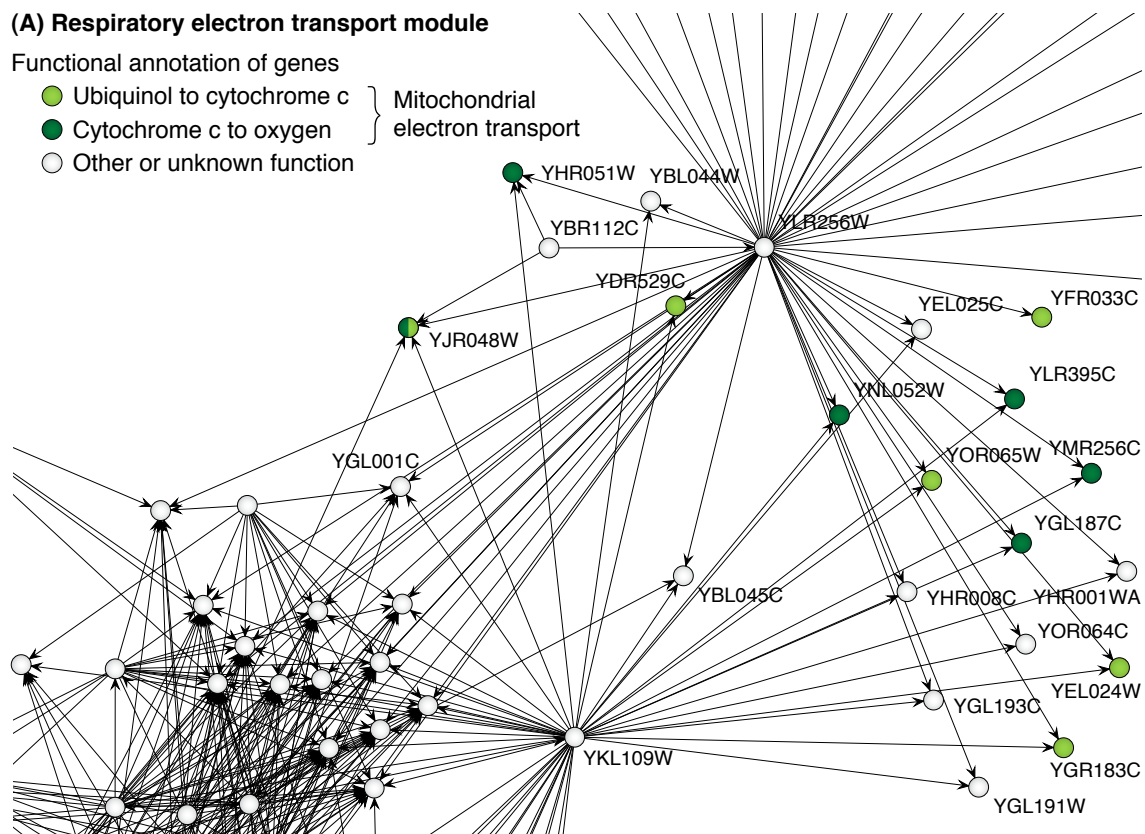 (A) Respiratory electron transport module
Functional annotation of genes
Ubiquinol to cytochrome c
Cytochrome c to oxygen
Other or unknown function
Mitochondrial
electron transport
YHR051W
YBL044W
YBR112C
YLR256W
YDR529C
YEL025C
YFR033C
YJR048W
YLR395C
YNL052W
YGL001C
YOR065W
YMR256C
YGL187C
YBL045C
YHR008C
YHR001WA
YOR064C
YEL024W
YGL193C
YKL109W
YGR183C
YGL191W